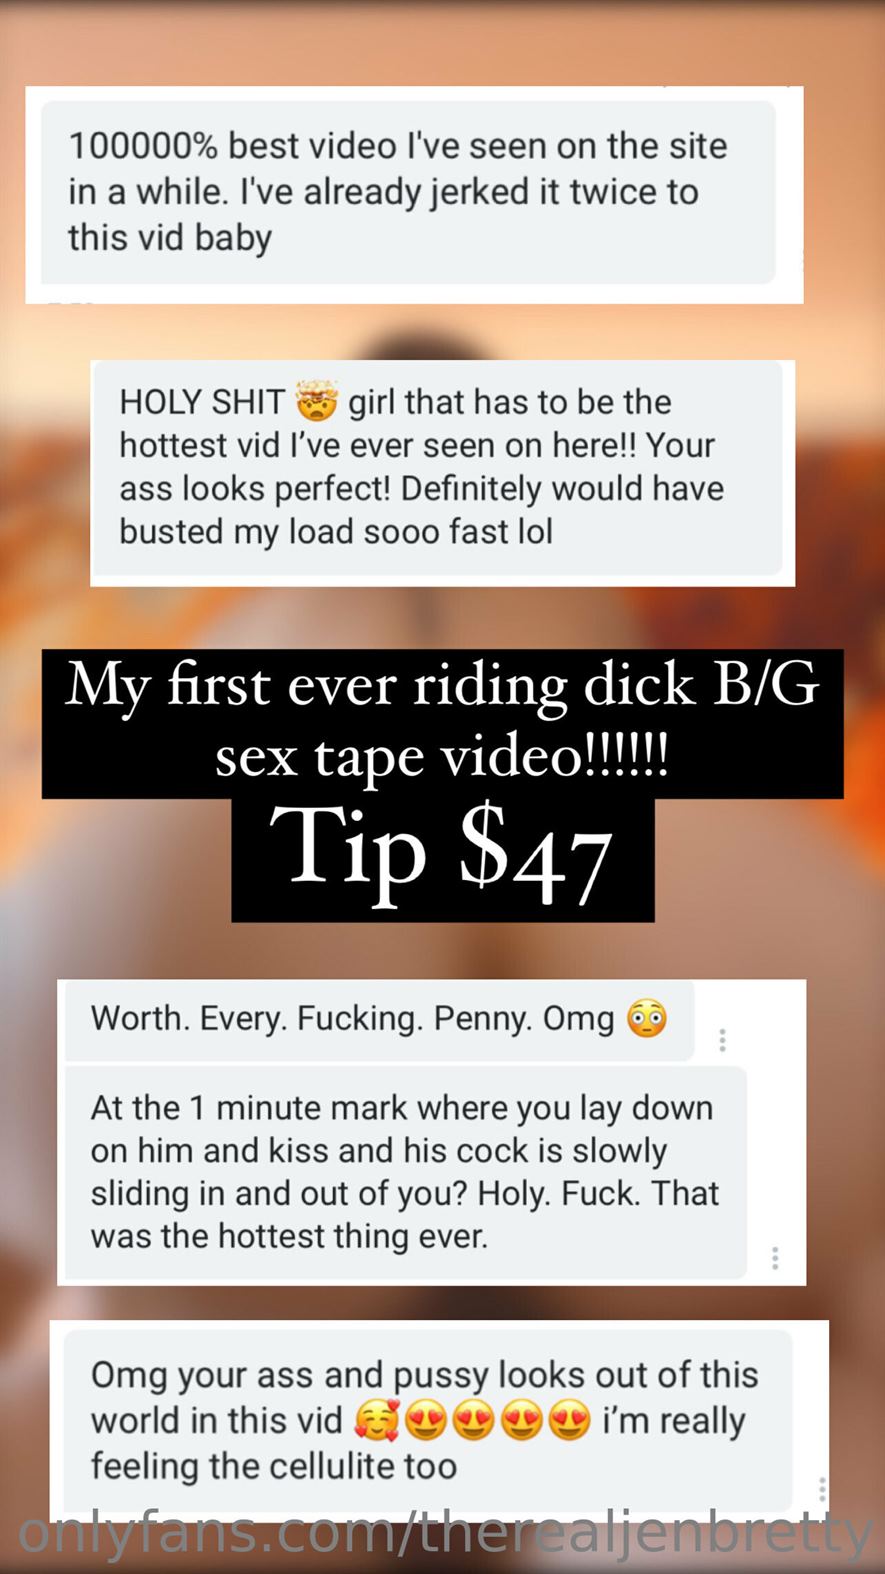 100000% best video I've seen on the site
in a while. I've already jerked it twice to
this vid baby
HOLY SHIT 🤯 girl that has to be the
hottest vid I’ve ever seen on here!! Your
ass looks perfect! Definitely would have
busted my load sooo fast lol
My first ever riding dick B/G
sex tape video!!!!!!
Tip $47
Worth. Every. Fucking. Penny. Omg 😳
At the 1 minute mark where you lay down
on him and kiss and his cock is slowly
sliding in and out of you? Holy. Fuck. That
was the hottest thing ever.
Omg your ass and pussy looks out of this
world in this vid 🥰😍😍😍😍 i’m really
feeling the cellulite too
onlyfans.com/therealjenbretty